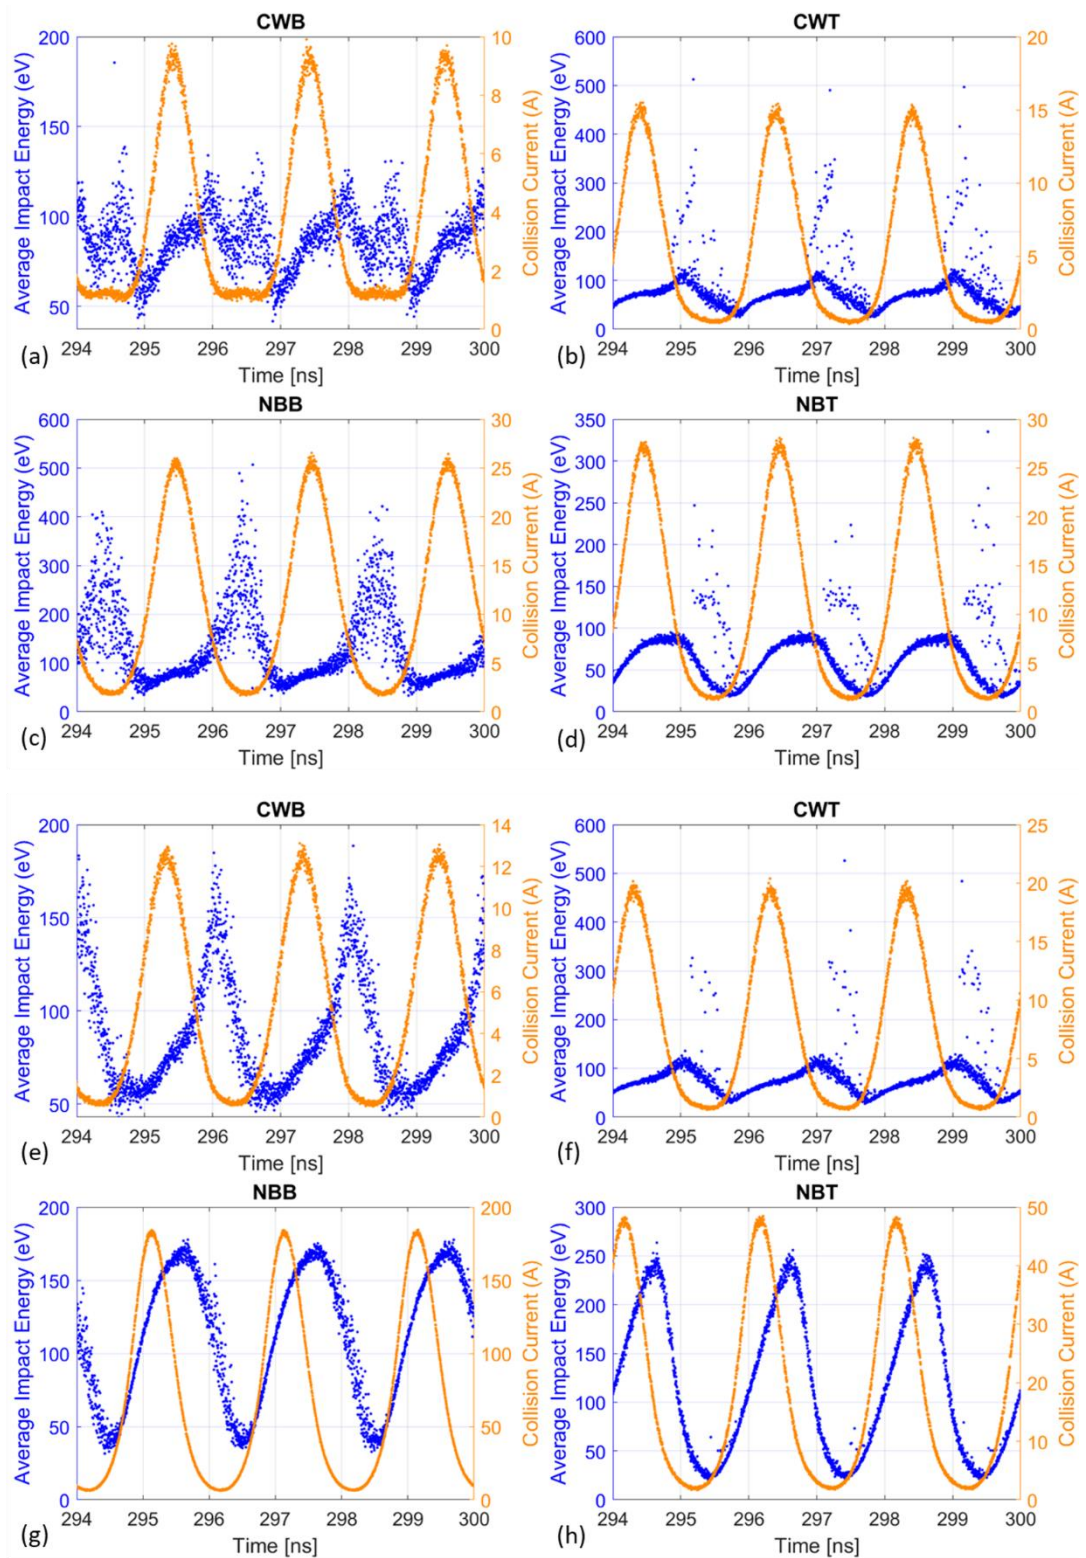 CWB
CWT
200
150
100
50
Average Impact Energy (eV)
10
8
6
4
2
0
Collision Current (A)
600
500
400
300
200
100
0
Average Impact Energy (eV)
20
15
10
5
0
Collision Current (A)
294 295 296 297 298 299 300
294 295 296 297 298 299 300
(a)
Time [ns]
(b)
Time [ns]
NBB
NBT
600
500
400
300
200
100
0
Average Impact Energy (eV)
30
25
20
15
10
5
0
Collision Current (A)
350
300
250
200
150
100
50
0
Average Impact Energy (eV)
30
25
20
15
10
5
0
Collision Current (A)
294 295 296 297 298 299 300
294 295 296 297 298 299 300
(c)
Time [ns]
(d)
Time [ns]
CWB
CWT
200
150
100
50
Average Impact Energy (eV)
14
12
10
8
6
4
2
0
Collision Current (A)
600
500
400
300
200
100
0
Average Impact Energy (eV)
25
20
15
10
5
0
Collision Current (A)
294 295 296 297 298 299 300
294 295 296 297 298 299 300
(e)
Time [ns]
(f)
Time [ns]
NBB
NBT
200
150
100
50
0
Average Impact Energy (eV)
200
150
100
50
0
Collision Current (A)
300
250
200
150
100
50
0
Average Impact Energy (eV)
50
40
30
20
10
0
Collision Current (A)
294 295 296 297 298 299 300
294 295 296 297 298 299 300
(g)
Time [ns]
(h)
Time [ns]